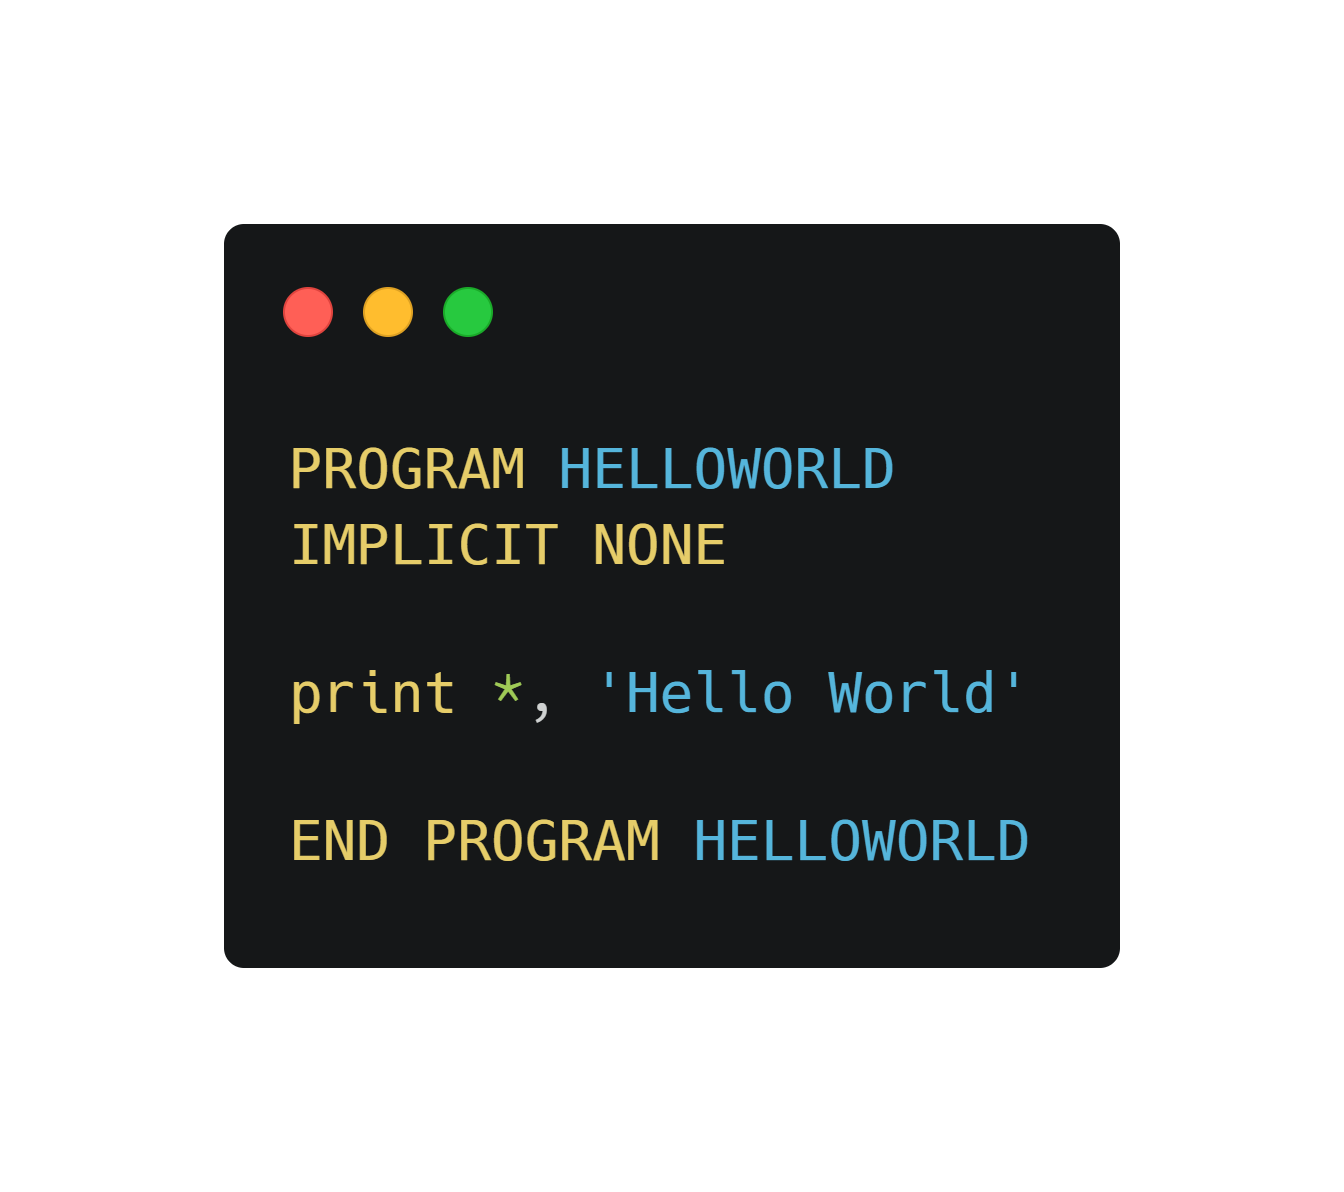 PROGRAM HELLOWORLD
IMPLICIT NONE
print *, 'Hello World'
END PROGRAM HELLOWORLD